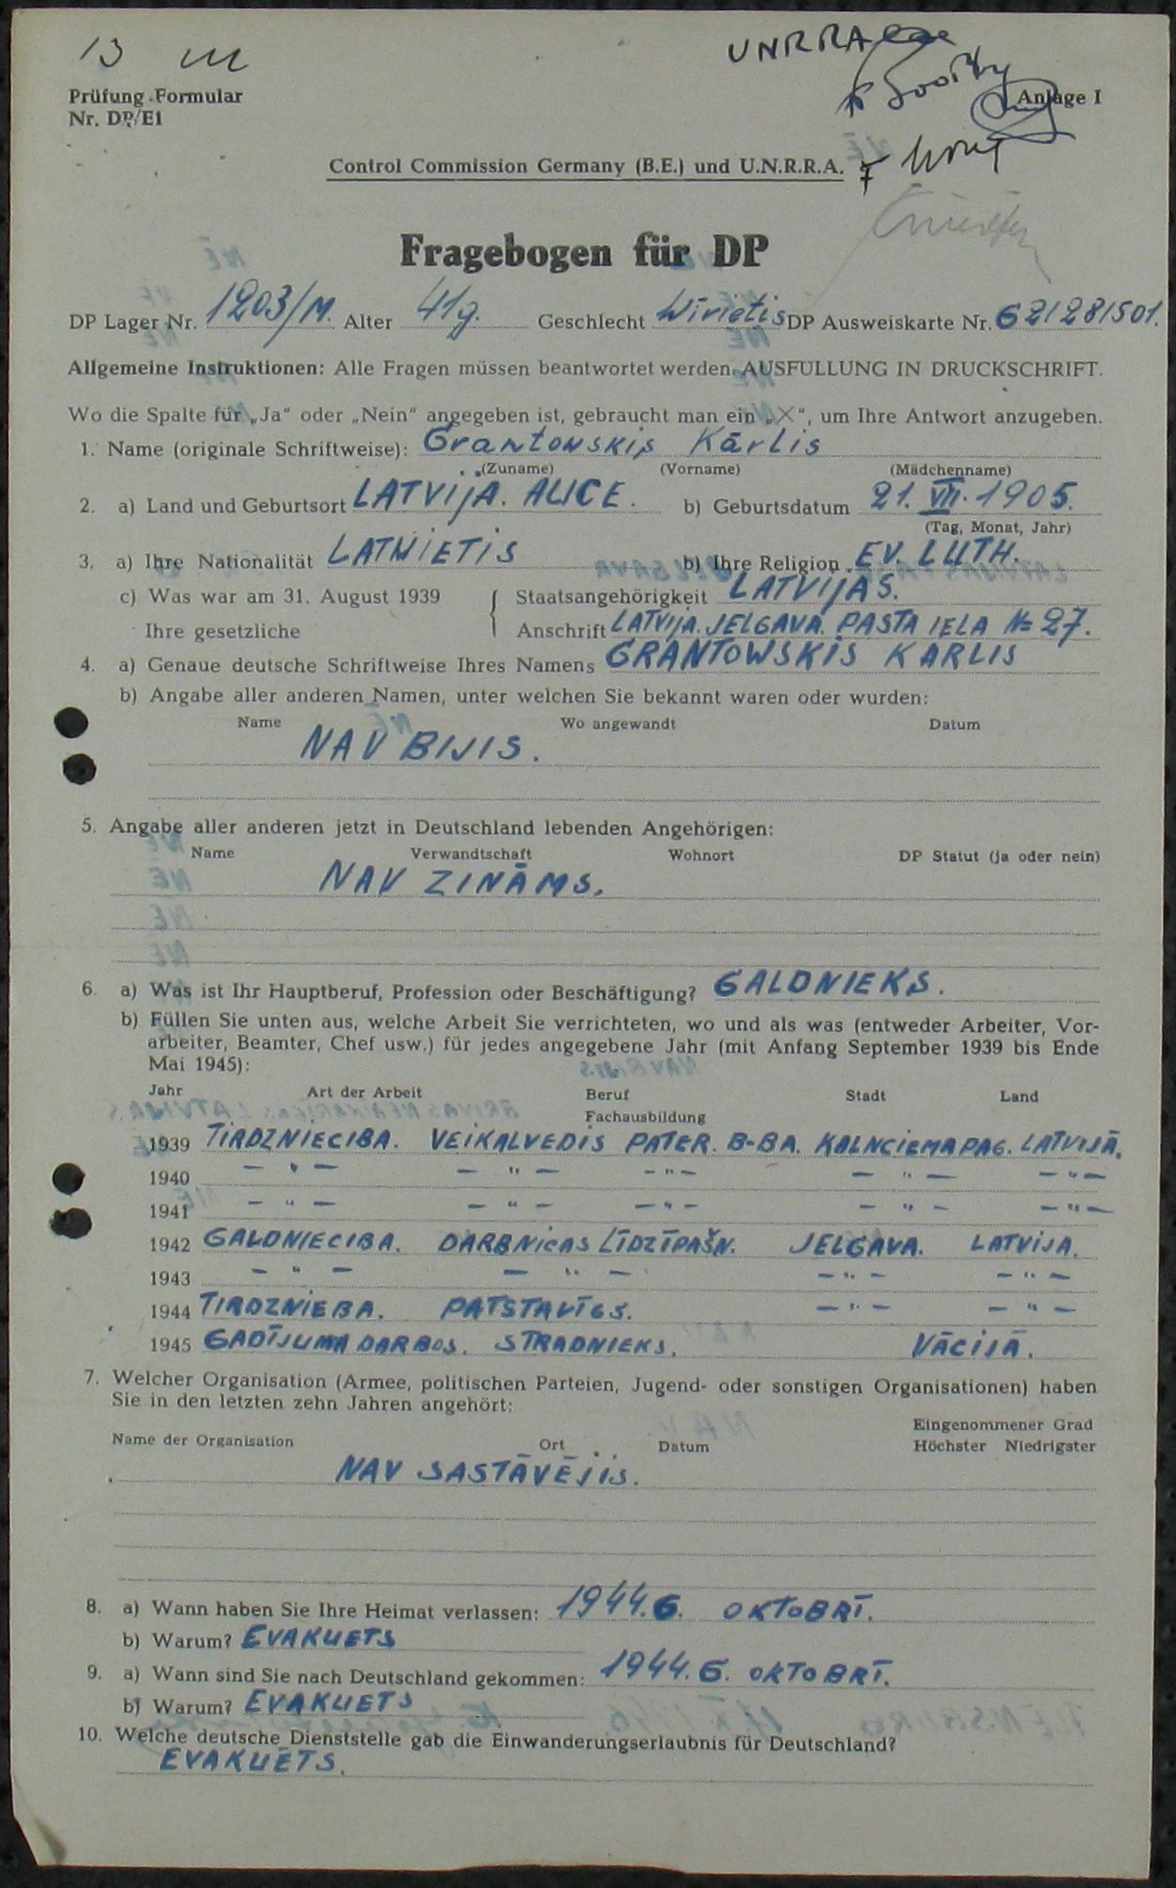 13
UNRRA
Prüfung-Formular
Nr. DP/E1
Anlage I
Control Commission Germany (B.E.) und U.N.R.R.A.
Fragebogen für DP
DP Lager Nr. 1203/M. Alter 41g. Geschlecht Wīrietis DP Ausweiskarte Nr. 621281501.
Allgemeine Instruktionen: Alle Fragen müssen beantwortet werden. AUSFULLUNG IN DRUCKSCHRIFT.
Wo die Spalte für „Ja" oder „Nein" angegeben ist, gebraucht man ein „X", um Ihre Antwort anzugeben.
1. Name (originale Schriftweise): Grantowskis Kārlis
(Zuname) (Vorname) (Mädchenname)
2. a) Land und Geburtsort LATVIJA. ALICE. b) Geburtsdatum 21. VII. 1905.
(Tag, Monat, Jahr)
3. a) Ihre Nationalität LATWIETIS b) Ihre Religion EV. LUTH.
c) Was war am 31. August 1939 { Staatsangehörigkeit LATVIJAS.
Ihre gesetzliche Anschrift LATVIJA. JELGAVA. PASTA IELA № 27.
4. a) Genaue deutsche Schriftweise Ihres Namens GRANTOWSKIS KARLIS
b) Angabe aller anderen Namen, unter welchen Sie bekannt waren oder wurden:
Name Wo angewandt Datum
NAV BIJIS.
5. Angabe aller anderen jetzt in Deutschland lebenden Angehörigen:
Name Verwandtschaft Wohnort DP Statut (ja oder nein)
NAV ZINĀMS.
6. a) Was ist Ihr Hauptberuf, Profession oder Beschäftigung? GALDNIEKS.
b) Füllen Sie unten aus, welche Arbeit Sie verrichteten, wo und als was (entweder Arbeiter, Vor-
arbeiter, Beamter, Chef usw.) für jedes angegebene Jahr (mit Anfang September 1939 bis Ende
Mai 1945):
Jahr Art der Arbeit Beruf Stadt Land
Fachausbildung
1939 TIRDZNIECIBA. VEIKALVEDIS PATER. B-BA. KALNCIEMA PAG. LATVIJĀ.
1940 — " — — " — — " — — " — — " —
1941 — " — — " — — " — — " — — " —
1942 GALDNIECIBA. DARBNICAS LĪDZĪPAŠN. JELGAVA. LATVIJA.
1943 — " — — " — — " — — " —
1944 TIRDZNIEBA. PATSTAVĪGS. — " — — " —
1945 GADĪJUMA DARBOS. STRADNIEKS. VĀCIJĀ.
7. Welcher Organisation (Armee, politischen Parteien, Jugend- oder sonstigen Organisationen) haben
Sie in den letzten zehn Jahren angehört:
Eingenommener Grad
Name der Organisation Ort Datum Höchster Niedrigster
NAV SASTĀVĒJIS.
8. a) Wann haben Sie Ihre Heimat verlassen: 1944. 6. OKTOBRĪ.
b) Warum? EVAKUETS
9. a) Wann sind Sie nach Deutschland gekommen: 1944. 6. OKTOBRĪ.
b) Warum? EVAKUETS
10. Welche deutsche Dienststelle gab die Einwanderungserlaubnis für Deutschland?
EVAKUĒTS.